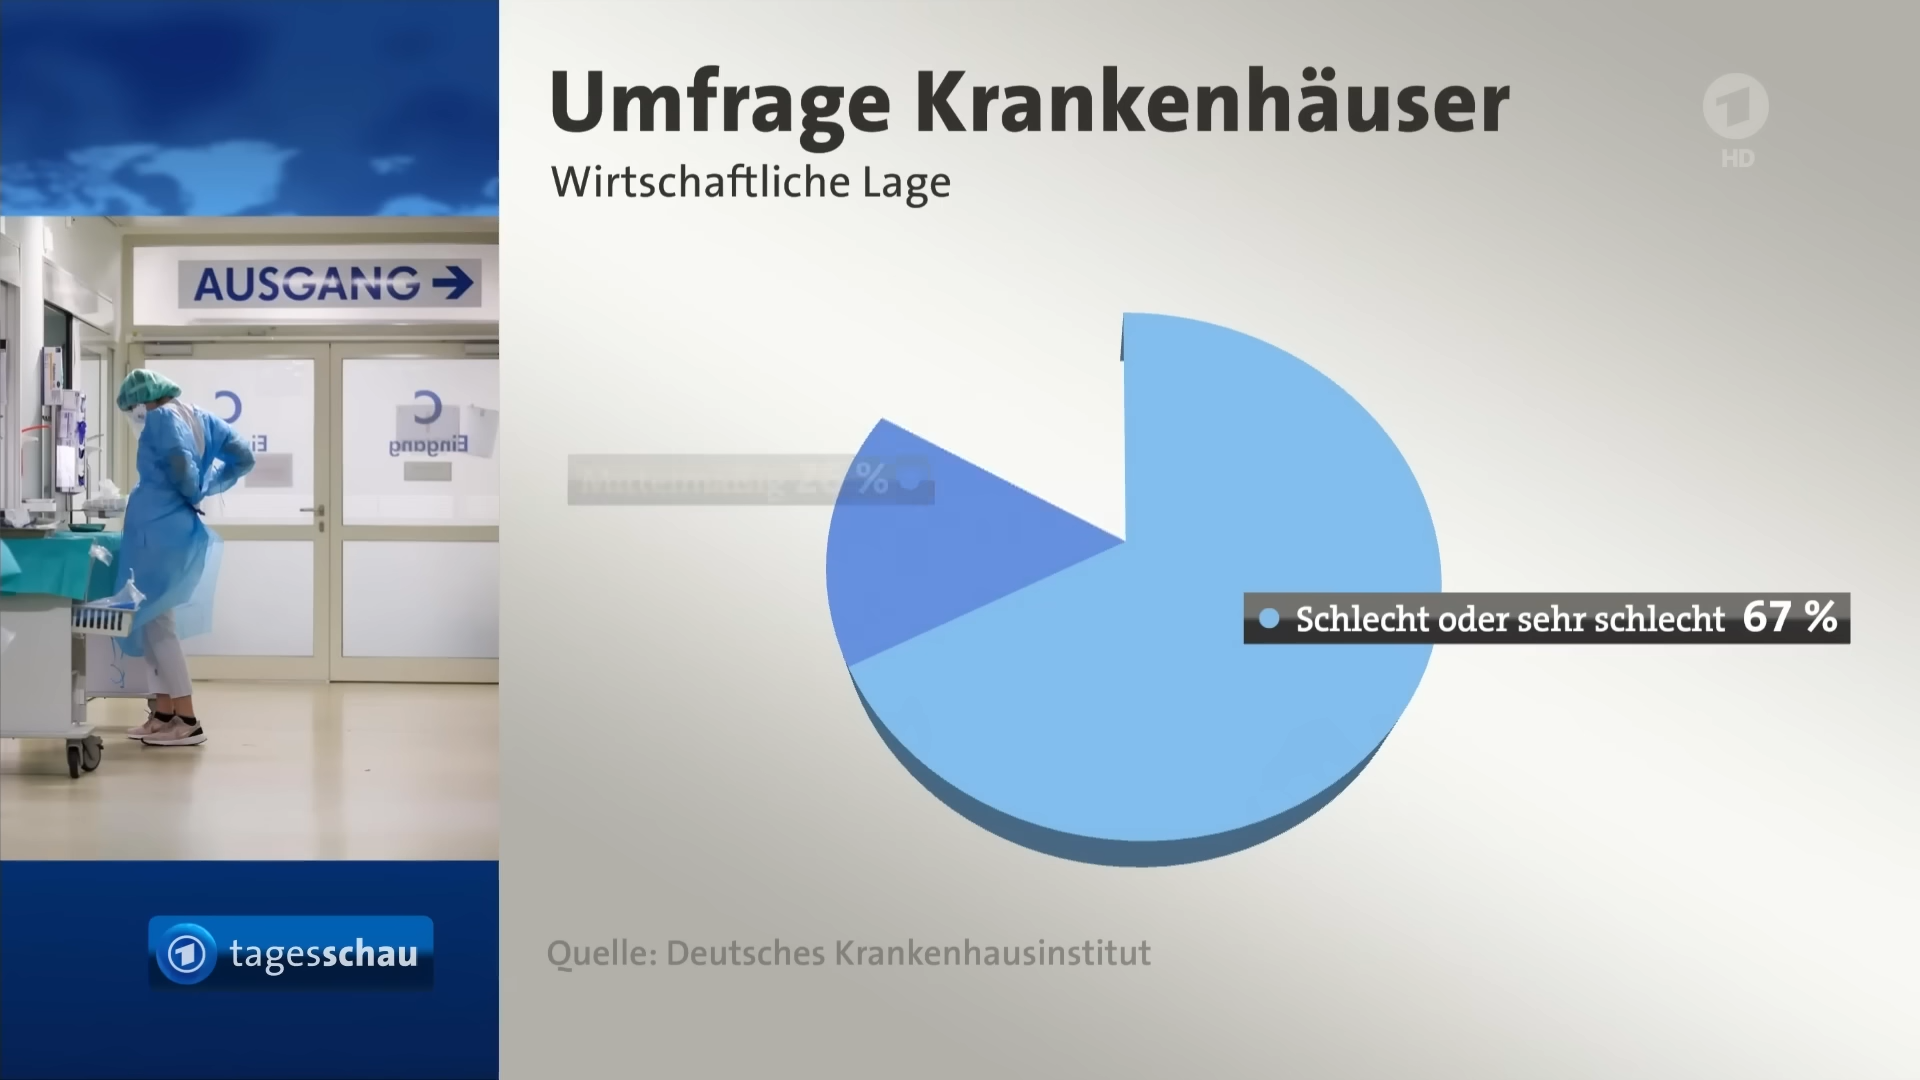 Umfrage Krankenhäuser
Wirtschaftliche Lage
HD
AUSGANG
C
C
Eingang
%
Schlecht oder sehr schlecht 67 %
tagesschau
Quelle: Deutsches Krankenhausinstitut